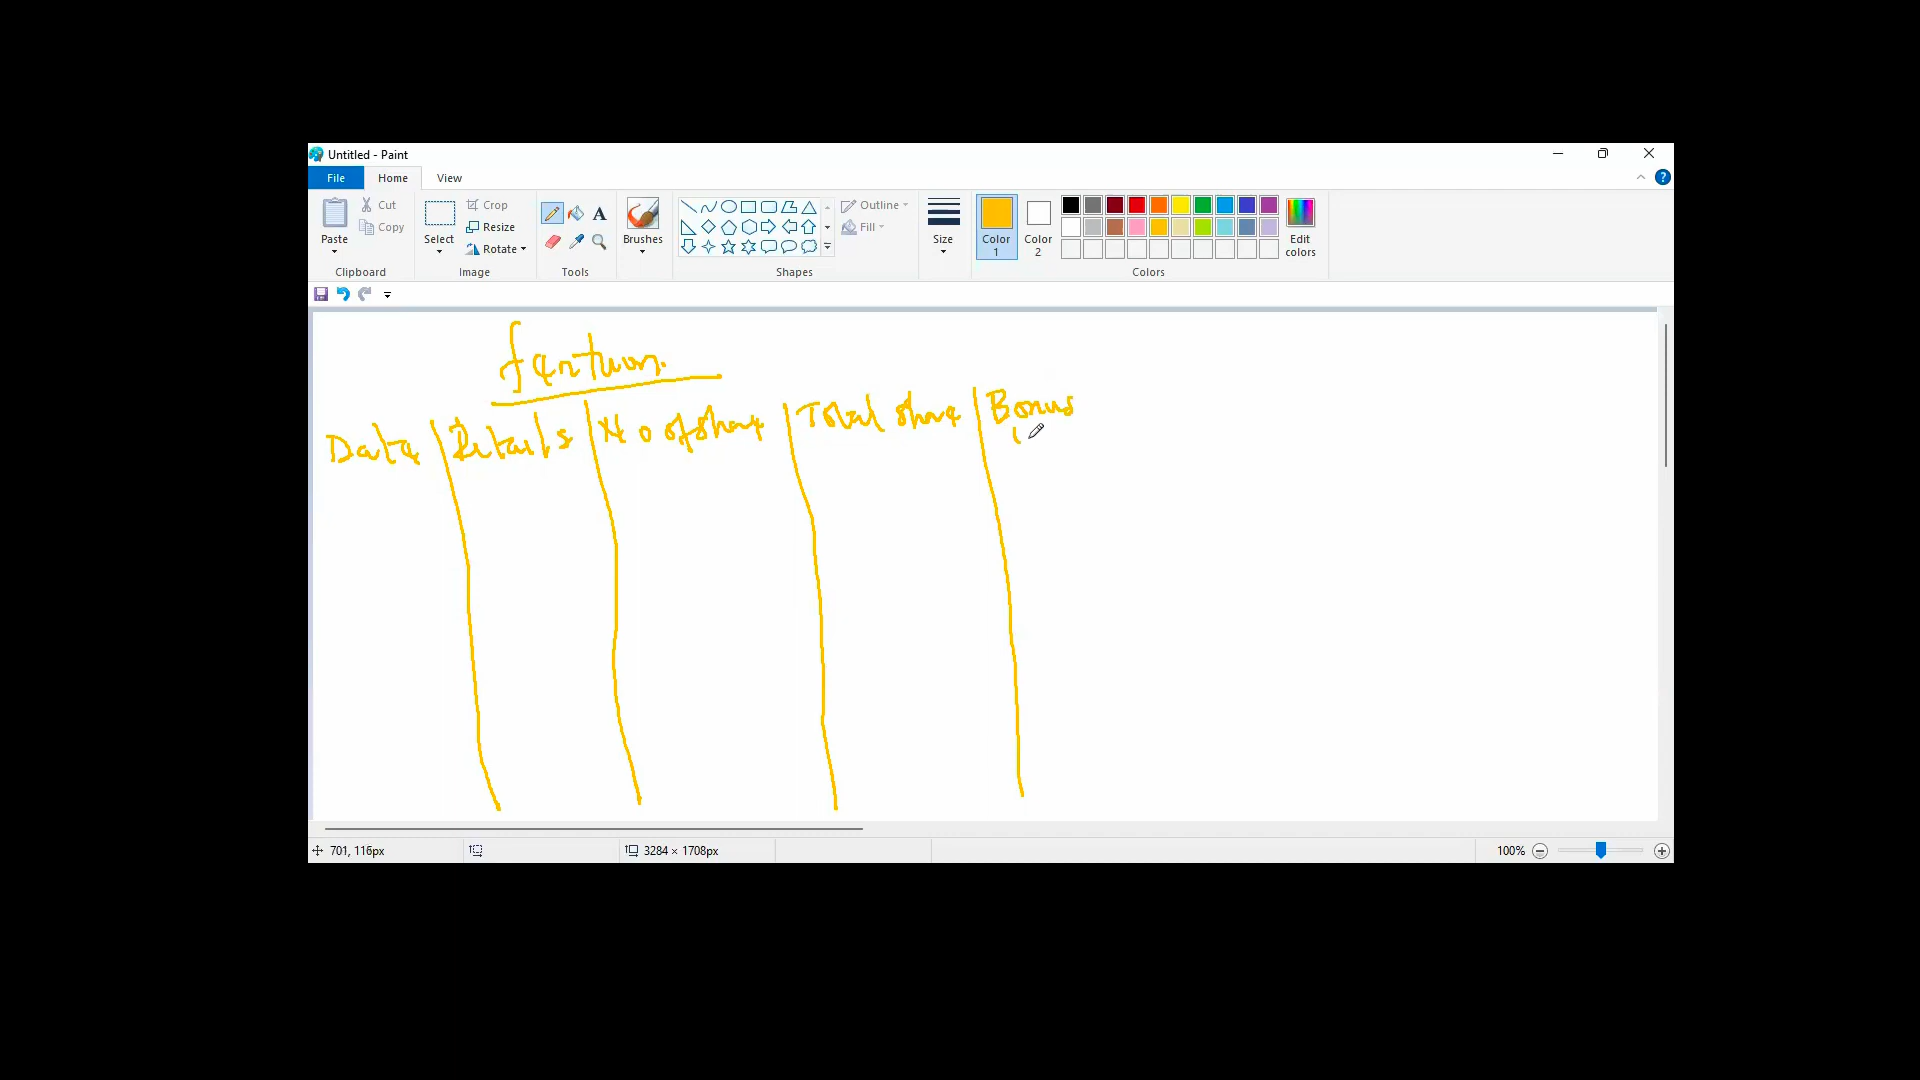 Untitled - Paint
File Home View
Paste
Cut
Copy
Clipboard
Select
Crop
Resize
Rotate
Image
A
Tools
Brushes
Shapes
Outline
Fill
Size
Color 1
Color 2
Edit colors
Colors
Data Details No of share Total share Bonus
701, 116px
3284 × 1708px
100%